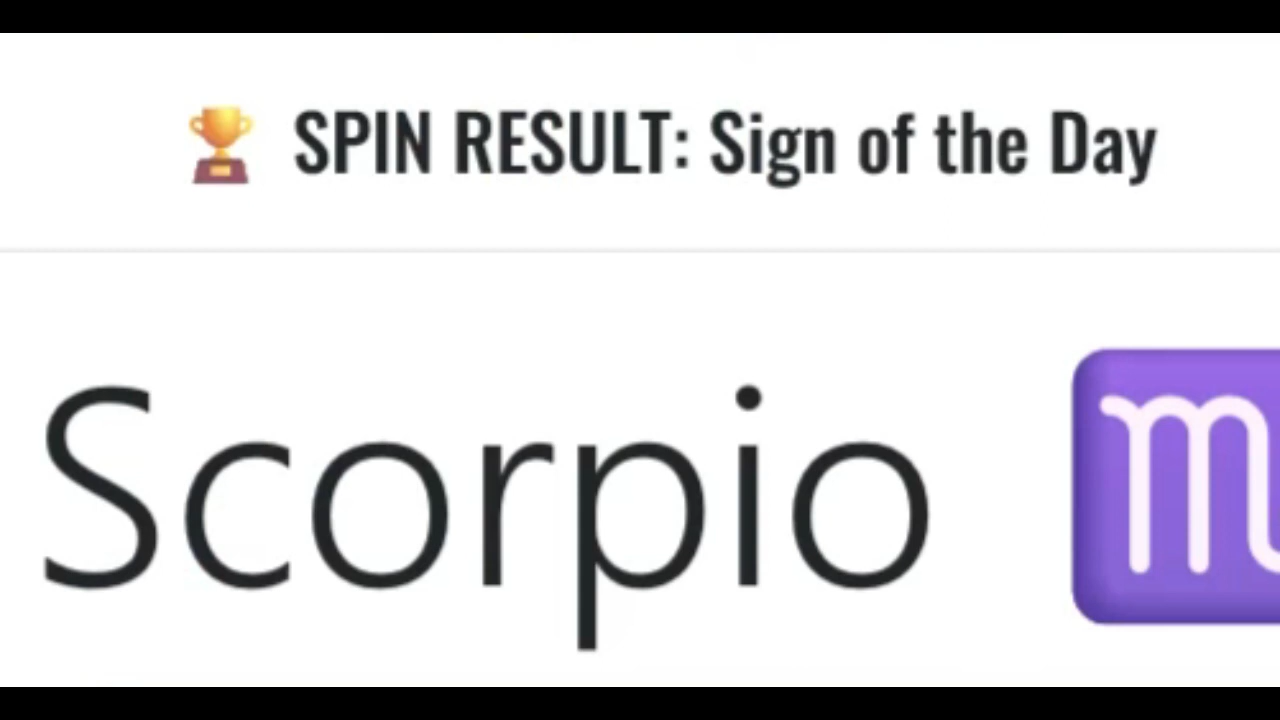 🏆 SPIN RESULT: Sign of the Day
Scorpio ♏